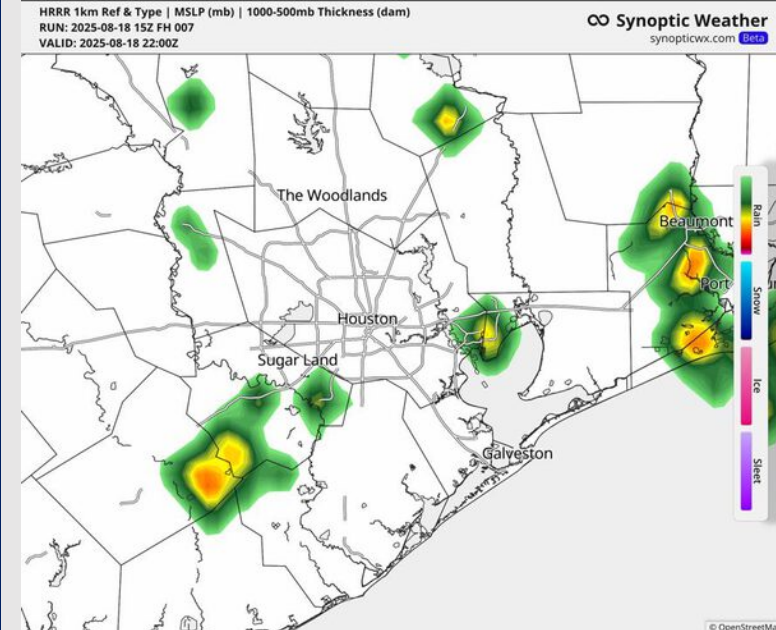 HRRR 1km Ref & Type | MSLP (mb) | 1000-500mb Thickness (dam)
RUN: 2025-08-18 15Z FH 007
VALID: 2025-08-18 22:00Z
Synoptic Weather
synopticwx.com Beta
The Woodlands
Beaumont
Port
Houston
Sugar Land
Galveston
Rain
Snow
Ice
Sleet
© OpenStreetMa